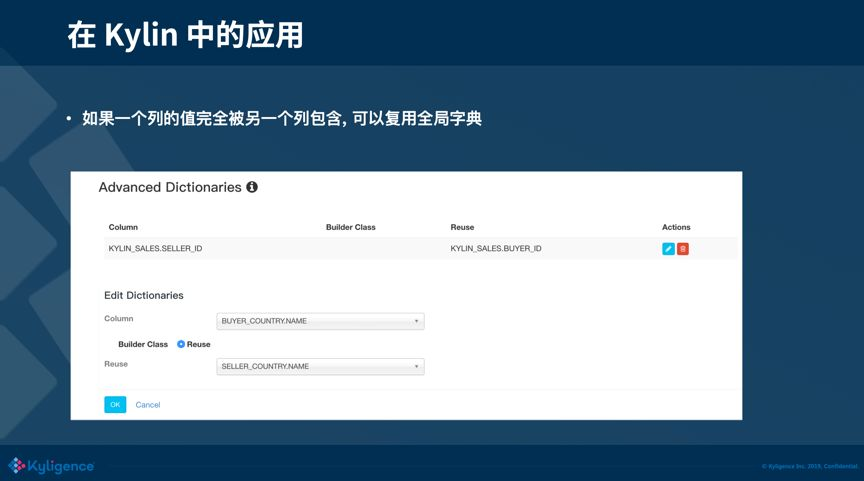 在 Kylin 中的应用
• 如果一个列的值完全被另一个列包含, 可以复用全局字典
Advanced Dictionaries
Column Builder Class Reuse Actions
KYLIN_SALES.SELLER_ID KYLIN_SALES.BUYER_ID
Edit Dictionaries
Column BUYER_COUNTRY.NAME
Builder Class Reuse
Reuse SELLER_COUNTRY.NAME
OK Cancel
Kyligence
© Kyligence Inc. 2019, Confidential.